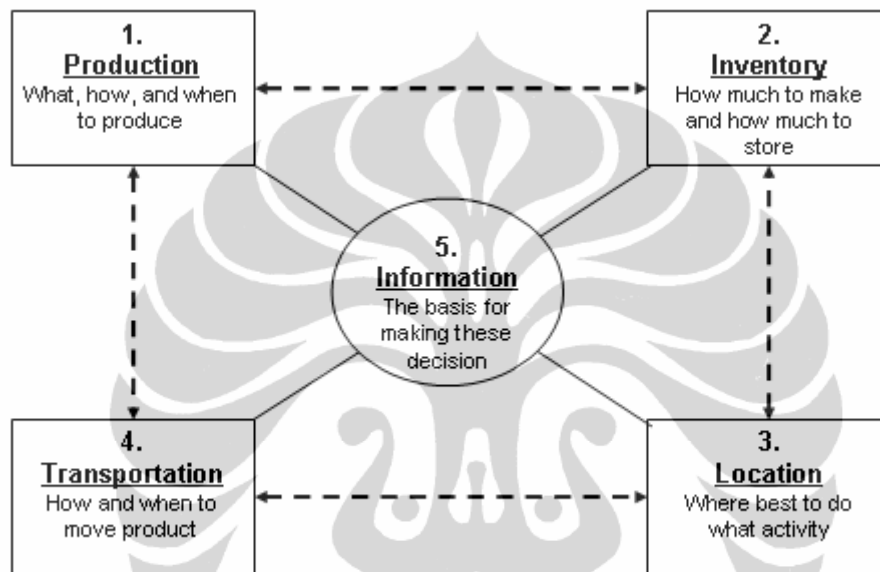 1.
Production
What, how, and when
to produce
2.
Inventory
How much to make
and how much to
store
5.
Information
The basis for
making these
decision
4.
Transportation
How and when to
move product
3.
Location
Where best to do
what activity